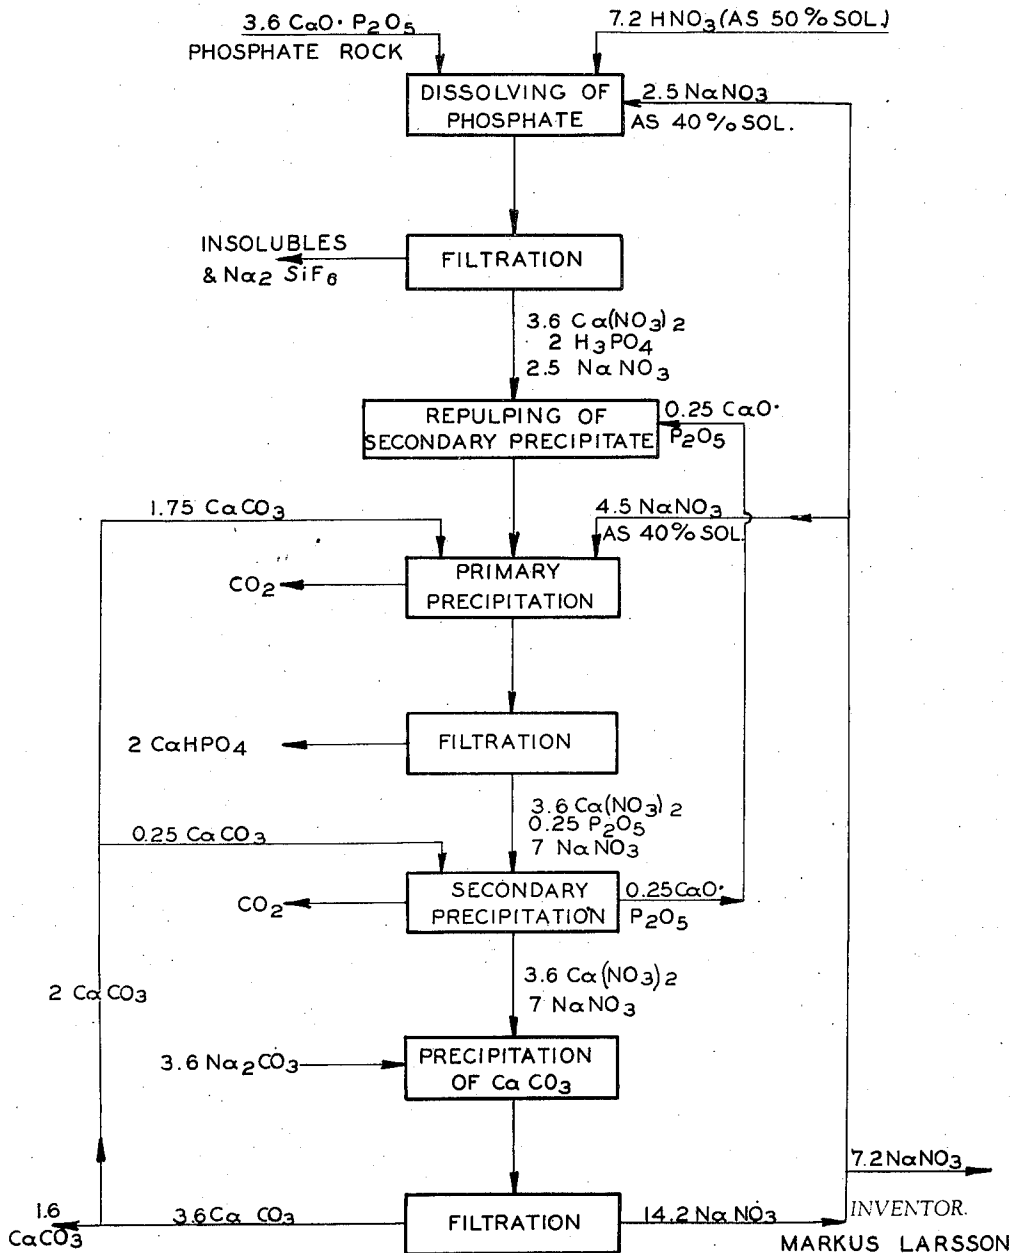 3.6 CaO· P2O5
PHOSPHATE ROCK
7.2 HNO3 (AS 50% SOL.)
DISSOLVING OF
PHOSPHATE
2.5 NaNO3
AS 40% SOL.
INSOLUBLES
& Na2 SiF6
FILTRATION
3.6 Ca(NO3)2
2 H3PO4
2.5 NaNO3
REPULPING OF
SECONDARY PRECIPITATE
0.25 CaO·
P2O5
1.75 CaCO3
4.5 NaNO3
AS 40% SOL.
CO2
PRIMARY
PRECIPITATION
2 CaHPO4
FILTRATION
3.6 Ca(NO3)2
0.25 P2O5
7 NaNO3
0.25 CaCO3
CO2
SECONDARY
PRECIPITATION
0.25 CaO·
P2O5
3.6 Ca(NO3)2
7 NaNO3
2 CaCO3
3.6 Na2CO3
PRECIPITATION
OF CaCO3
7.2 NaNO3
1.6
CaCO3
3.6 Ca CO3
FILTRATION
14.2 NaNO3
INVENTOR.
MARKUS LARSSON